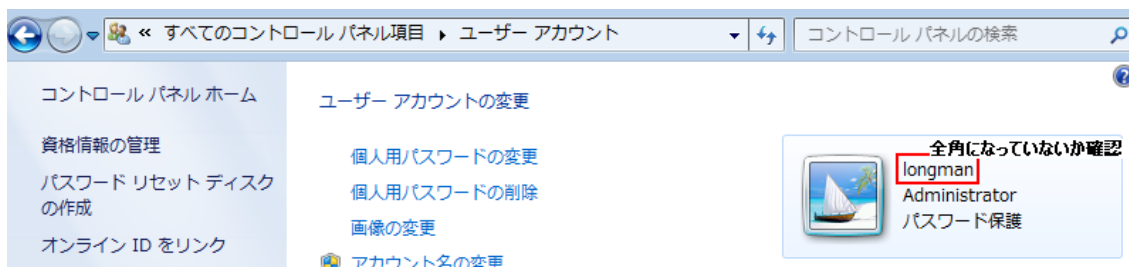 « すべてのコントロール パネル項目 ▸ ユーザー アカウント
コントロール パネルの検索
コントロール パネル ホーム
資格情報の管理
パスワード リセット ディスク
の作成
オンライン ID をリンク
ユーザー アカウントの変更
個人用パスワードの変更
個人用パスワードの削除
画像の変更
アカウント名の変更
全角になっていないか確認
longman
Administrator
パスワード保護